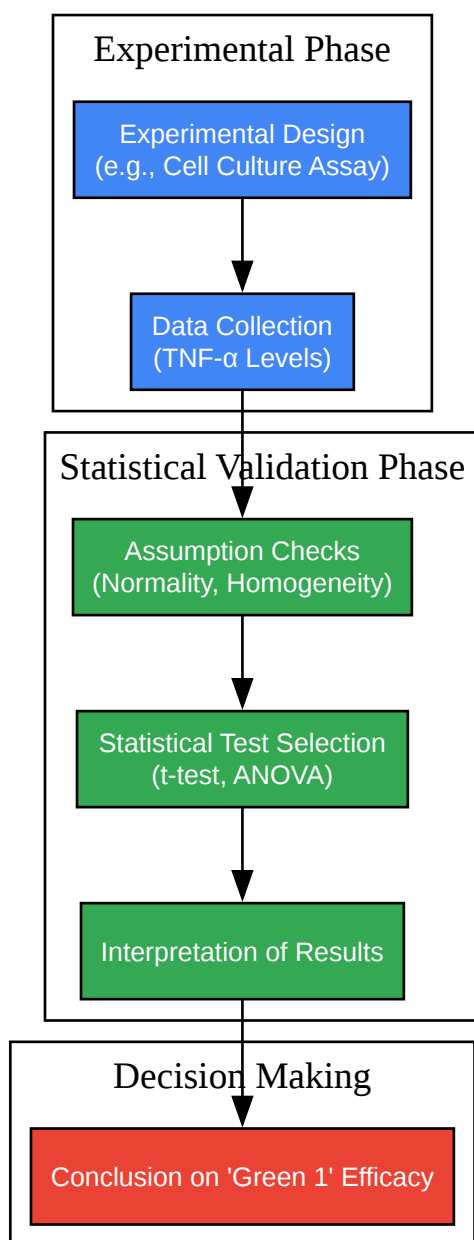 Experimental Phase
Experimental Design
(e.g., Cell Culture Assay)
Data Collection
(TNF-α Levels)
Statistical Validation Phase
Assumption Checks
(Normality, Homogeneity)
Statistical Test Selection
(t-test, ANOVA)
Interpretation of Results
Decision Making
Conclusion on 'Green 1' Efficacy